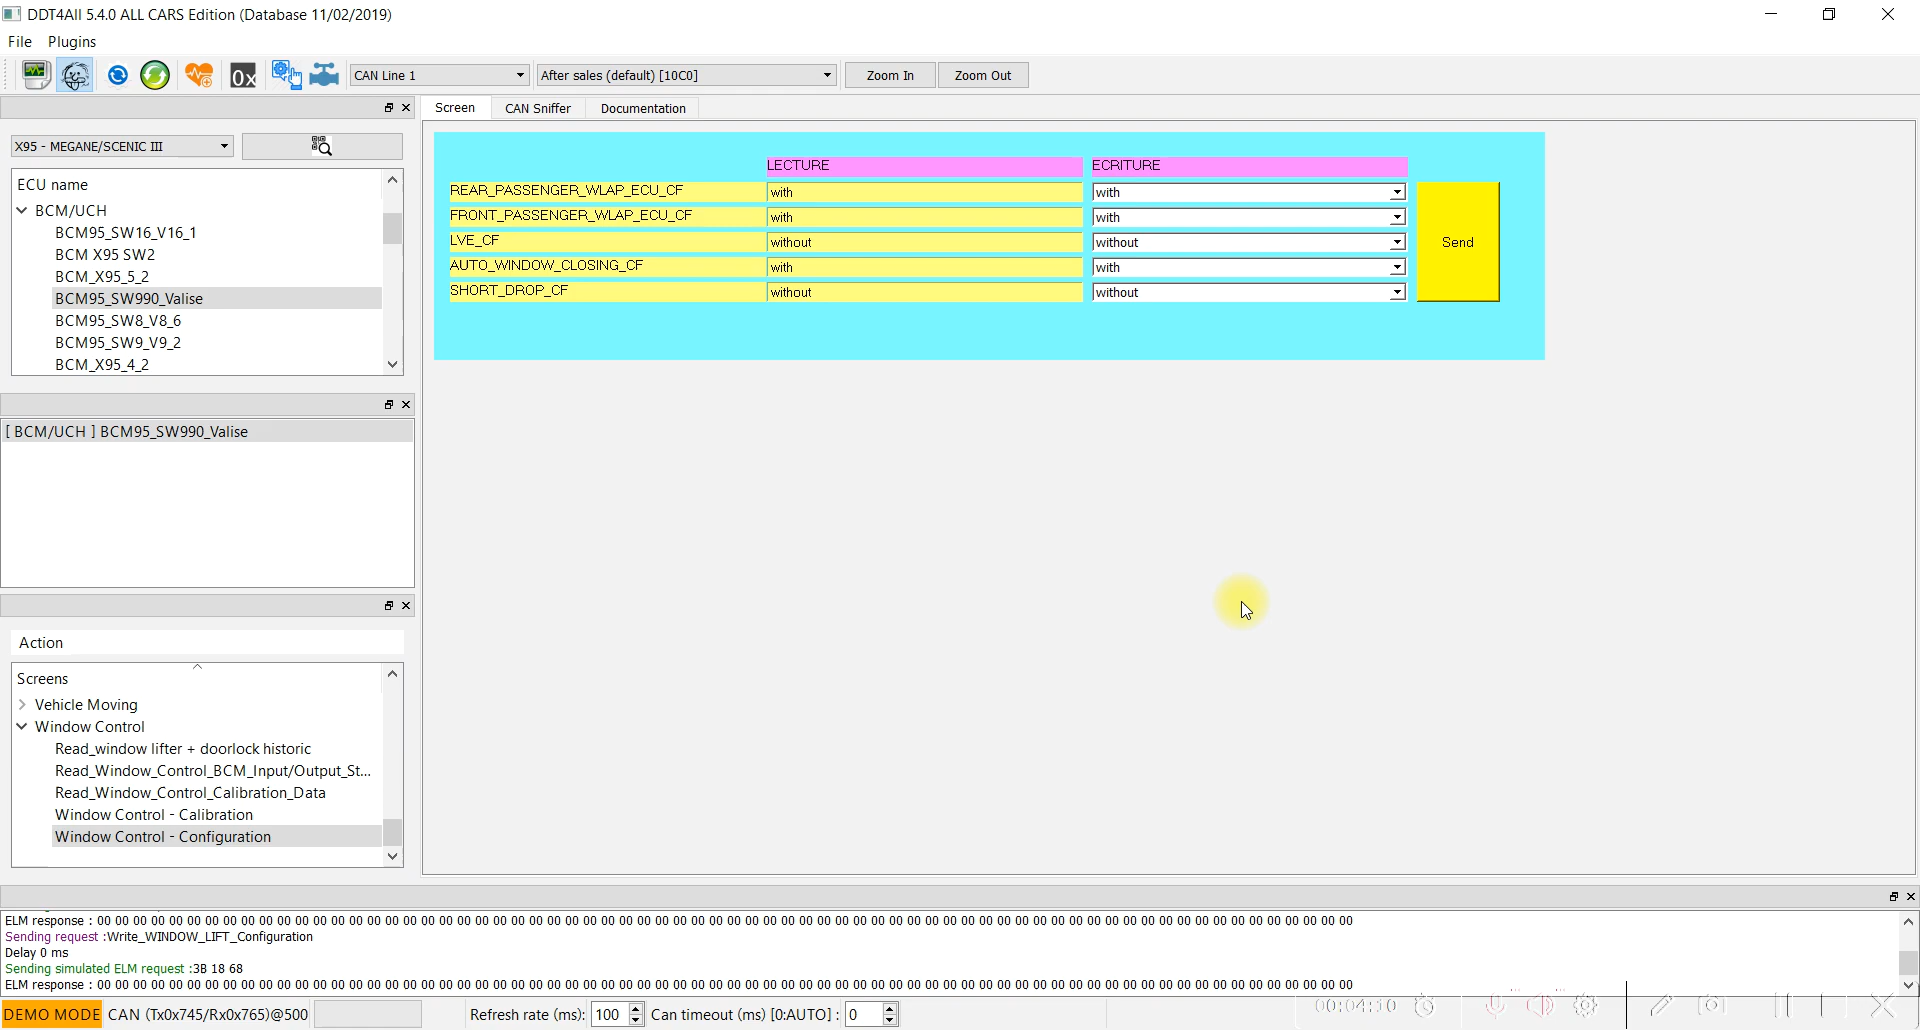 DDT4All 5.4.0 ALL CARS Edition (Database 11/02/2019)
File Plugins
0x CAN Line 1 After sales (default) [10C0] Zoom In Zoom Out
Screen CAN Sniffer Documentation
X95 - MEGANE/SCENIC III
ECU name
BCM/UCH
BCM95_SW16_V16_1
BCM X95 SW2
BCM_X95_5_2
BCM95_SW990_Valise
BCM95_SW8_V8_6
BCM95_SW9_V9_2
BCM_X95_4_2
[ BCM/UCH ] BCM95_SW990_Valise
Action
Screens
Vehicle Moving
Window Control
Read_window lifter + doorlock historic
Read_Window_Control_BCM_Input/Output_St...
Read_Window_Control_Calibration_Data
Window Control - Calibration
Window Control - Configuration
LECTURE ECRITURE
REAR_PASSENGER_WLAP_ECU_CF with with
FRONT_PASSENGER_WLAP_ECU_CF with with
LVE_CF without without
AUTO_WINDOW_CLOSING_CF with with
SHORT_DROP_CF without without
Send
ELM response : 00 00 00 00 00 00 00 00 00 00 00 00 00 00 00 00 00 00 00 00 00 00 00 00 00 00 00 00 00 00 00 00 00 00 00 00 00 00 00 00 00 00 00 00 00 00 00 00 00 00 00 00 00 00 00 00 00 00 00 00 00 00 00 00 00 00 00 00 00 00
Sending request :Write_WINDOW_LIFT_Configuration
Delay 0 ms
Sending simulated ELM request :3B 18 68
ELM response : 00 00 00 00 00 00 00 00 00 00 00 00 00 00 00 00 00 00 00 00 00 00 00 00 00 00 00 00 00 00 00 00 00 00 00 00 00 00 00 00 00 00 00 00 00 00 00 00 00 00 00 00 00 00 00 00 00 00 00 00 00 00 00 00 00 00 00 00 00 00
DEMO MODE CAN (Tx0x745/Rx0x765)@500 Refresh rate (ms): 100 Can timeout (ms) [0:AUTO] : 0 00:04:10